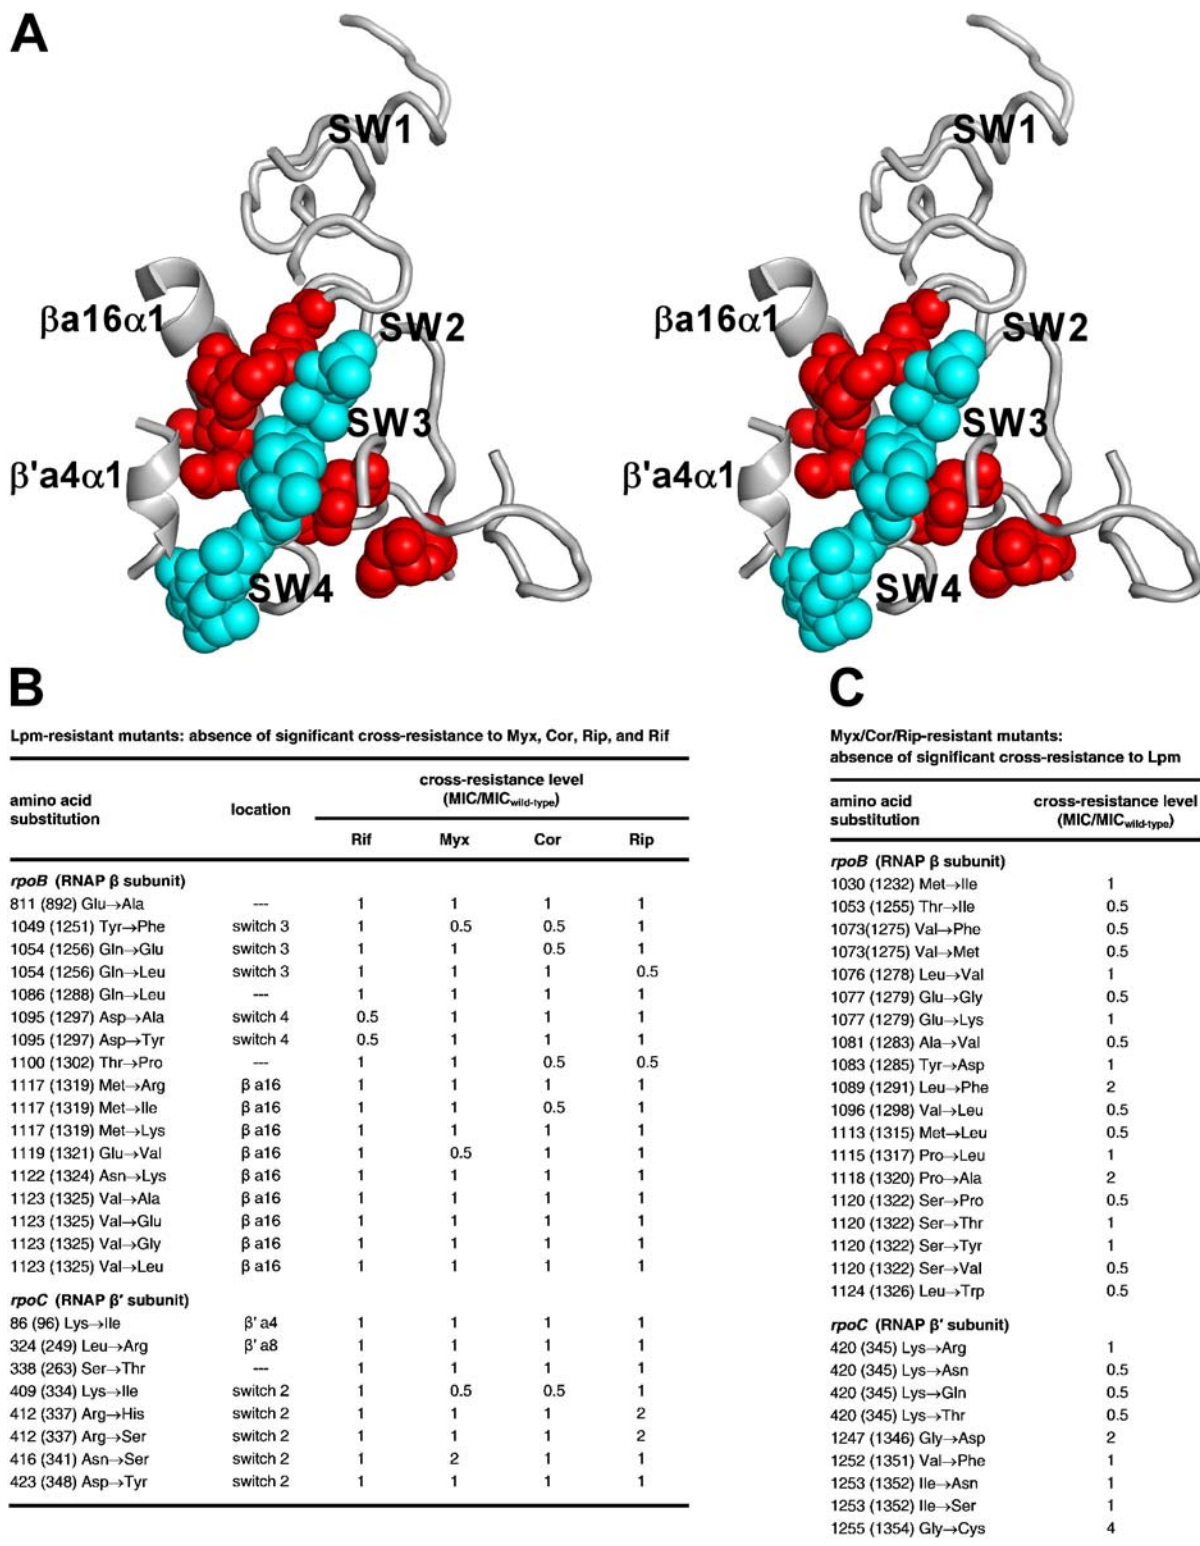 A
SW1
SW1
βa16α1
SW2
βa16α1
SW2
SW3
SW3
β'a4α1
β'a4α1
SW4
SW4
B
Lpm-resistant mutants: absence of significant cross-resistance to Myx, Cor, Rip, and Rif
amino acid substitution location cross-resistance level (MIC/MICwild-type)
Rif Myx Cor Rip
rpoB (RNAP β subunit)
811 (892) Glu→Ala --- 1 1 1 1
1049 (1251) Tyr→Phe switch 3 1 0.5 0.5 1
1054 (1256) Gln→Glu switch 3 1 1 0.5 1
1054 (1256) Gln→Leu switch 3 1 1 1 0.5
1086 (1288) Gln→Leu --- 1 1 1 1
1095 (1297) Asp→Ala switch 4 0.5 1 1 1
1095 (1297) Asp→Tyr switch 4 0.5 1 1 1
1100 (1302) Thr→Pro --- 1 1 0.5 0.5
1117 (1319) Met→Arg β a16 1 1 1 1
1117 (1319) Met→Ile β a16 1 1 0.5 1
1117 (1319) Met→Lys β a16 1 1 1 1
1119 (1321) Glu→Val β a16 1 0.5 1 1
1122 (1324) Asn→Lys β a16 1 1 1 1
1123 (1325) Val→Ala β a16 1 1 1 1
1123 (1325) Val→Glu β a16 1 1 1 1
1123 (1325) Val→Gly β a16 1 1 1 1
1123 (1325) Val→Leu β a16 1 1 1 1
rpoC (RNAP β' subunit)
86 (96) Lys→Ile β' a4 1 1 1 1
324 (249) Leu→Arg β' a8 1 1 1 1
338 (263) Ser→Thr --- 1 1 1 1
409 (334) Lys→Ile switch 2 1 0.5 0.5 1
412 (337) Arg→His switch 2 1 1 1 2
412 (337) Arg→Ser switch 2 1 1 1 2
416 (341) Asn→Ser switch 2 1 2 1 1
423 (348) Asp→Tyr switch 2 1 1 1 1
C
Myx/Cor/Rip-resistant mutants:
absence of significant cross-resistance to Lpm
amino acid substitution cross-resistance level (MIC/MICwild-type)
rpoB (RNAP β subunit)
1030 (1232) Met→Ile 1
1053 (1255) Thr→Ile 0.5
1073(1275) Val→Phe 0.5
1073(1275) Val→Met 0.5
1076 (1278) Leu→Val 1
1077 (1279) Glu→Gly 0.5
1077 (1279) Glu→Lys 1
1081 (1283) Ala→Val 0.5
1083 (1285) Tyr→Asp 1
1089 (1291) Leu→Phe 2
1096 (1298) Val→Leu 0.5
1113 (1315) Met→Leu 0.5
1115 (1317) Pro→Leu 1
1118 (1320) Pro→Ala 2
1120 (1322) Ser→Pro 0.5
1120 (1322) Ser→Thr 1
1120 (1322) Ser→Tyr 1
1120 (1322) Ser→Val 0.5
1124 (1326) Leu→Trp 0.5
rpoC (RNAP β' subunit)
420 (345) Lys→Arg 1
420 (345) Lys→Asn 0.5
420 (345) Lys→Gln 0.5
420 (345) Lys→Thr 0.5
1247 (1346) Gly→Asp 2
1252 (1351) Val→Phe 1
1253 (1352) Ile→Asn 1
1253 (1352) Ile→Ser 1
1255 (1354) Gly→Cys 4